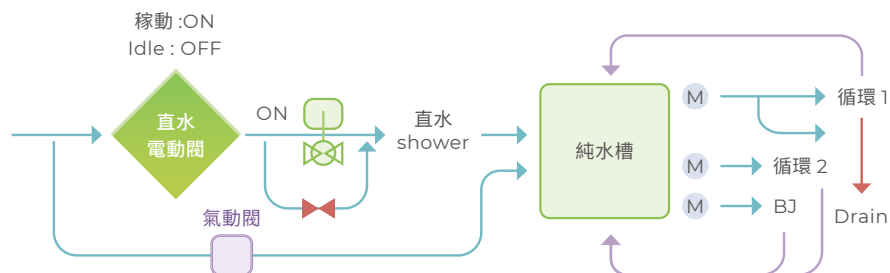 稼動 :ON
Idle : OFF
直水
電動閥
ON
直水
shower
氣動閥
純水槽
M
循環 1
M
循環 2
M
BJ
Drain